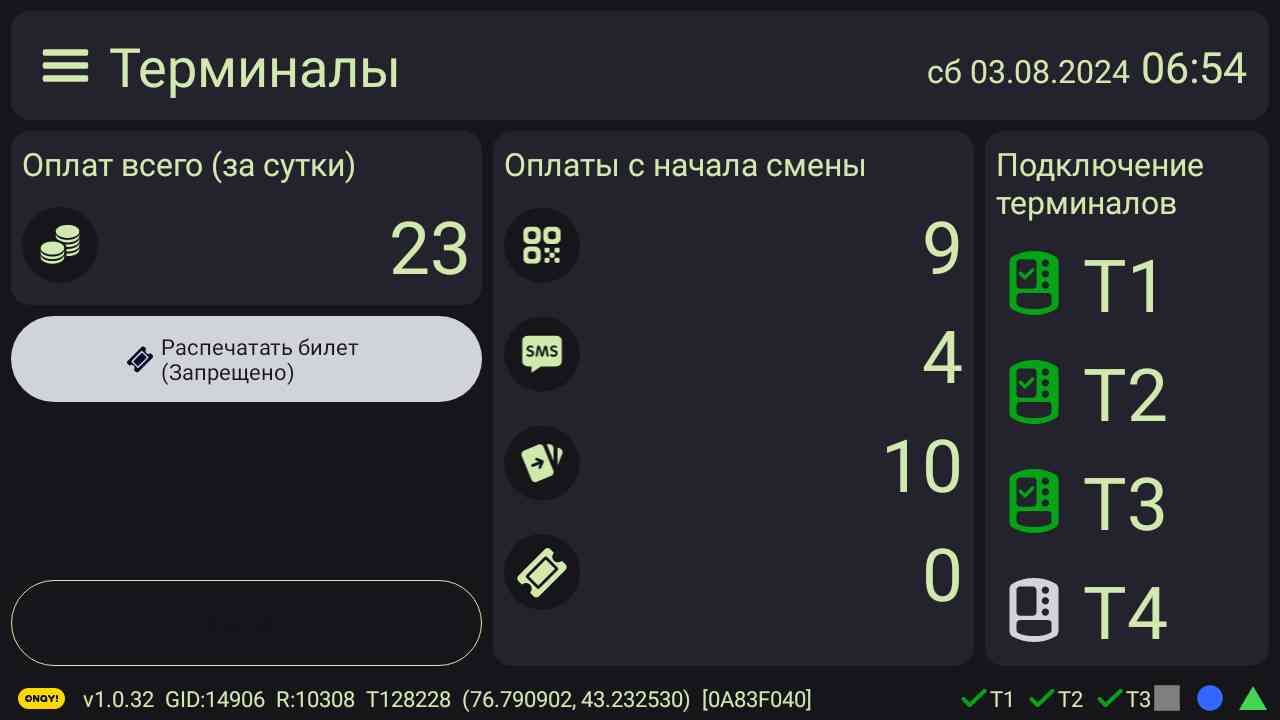 Терминалы
сб 03.08.2024 06:54
Оплат всего (за сутки)
23
Распечатать билет
(Запрещено)
Оплаты с начала смены
9
SMS
4
10
0
Подключение
терминалов
T1
T2
T3
T4
ONAY! v1.0.32 GID:14906 R:10308 T128228 (76.790902, 43.232530) [0A83F040] T1 T2 T3